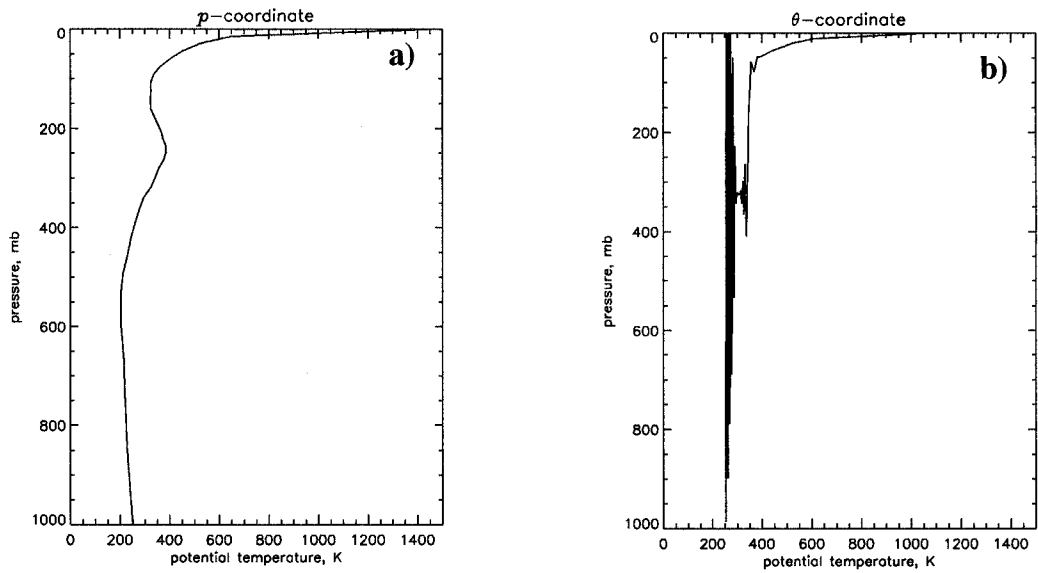 p-coordinate
a)
0
200
400
600
800
1000
pressure, mb
0 200 400 600 800 1000 1200 1400
potential temperature, K
θ-coordinate
b)
0
200
400
600
800
1000
pressure, mb
0 200 400 600 800 1000 1200 1400
potential temperature, K